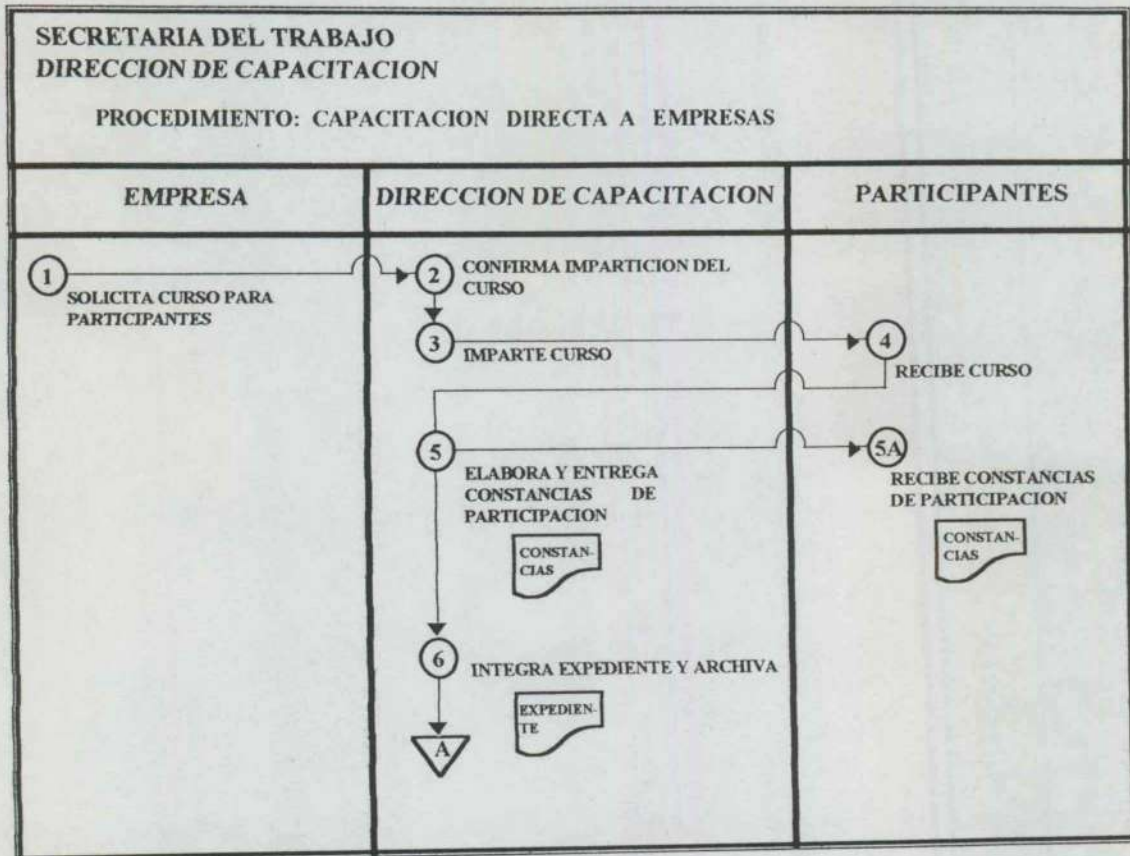 SECRETARIA DEL TRABAJO
DIRECCION DE CAPACITACION
PROCEDIMIENTO: CAPACITACION DIRECTA A EMPRESAS
EMPRESA
DIRECCION DE CAPACITACION
PARTICIPANTES
1
SOLICITA CURSO PARA
PARTICIPANTES
2
CONFIRMA IMPARTICION DEL
CURSO
3
IMPARTE CURSO
4
RECIBE CURSO
5
ELABORA Y ENTREGA
CONSTANCIAS DE
PARTICIPACION
CONSTAN-
CIAS
5A
RECIBE CONSTANCIAS
DE PARTICIPACION
CONSTAN-
CIAS
6
INTEGRA EXPEDIENTE Y ARCHIVA
EXPEDIEN-
TE
A